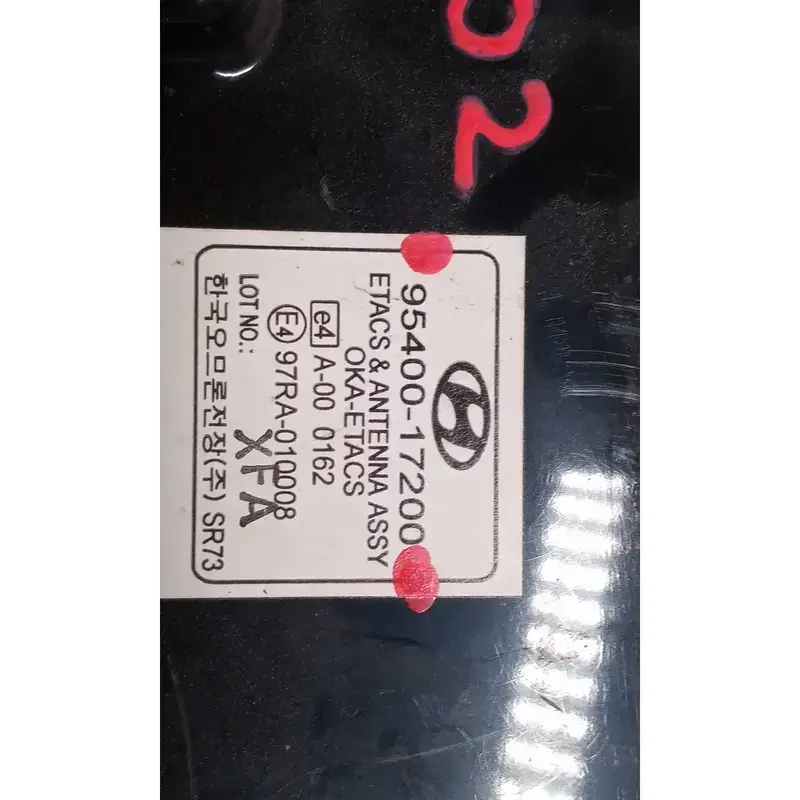 02
95400-17200
ETACS & ANTENNA ASSY
OKA-ETACS
e4 A-00 0162
E4 97RA-010008
LOT NO.: XFA
한국오므론전장(주) SR73